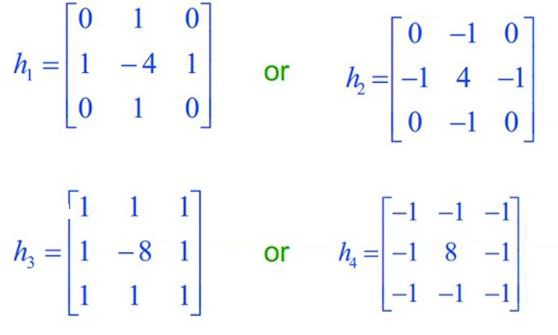 h₁ = [0 1 0; 1 −4 1; 0 1 0] or h₂ = [0 −1 0; −1 4 −1; 0 −1 0]
h₃ = [1 1 1; 1 −8 1; 1 1 1] or h₄ = [−1 −1 −1; −1 8 −1; −1 −1 −1]